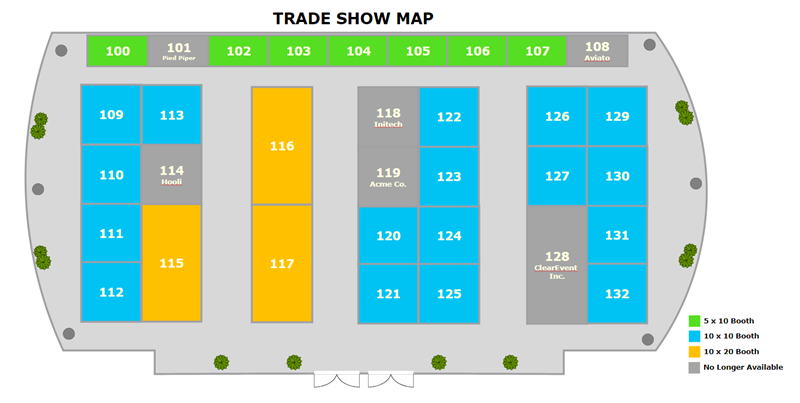 TRADE SHOW MAP
100
101
Pied Piper
102
103
104
105
106
107
108
Aviato
109
113
116
118
Initech
122
126
129
110
114
Hooli
119
Acme Co.
123
127
130
111
115
117
120
124
128
ClearEvent
Inc.
131
112
121
125
132
5 x 10 Booth
10 x 10 Booth
10 x 20 Booth
No Longer Available